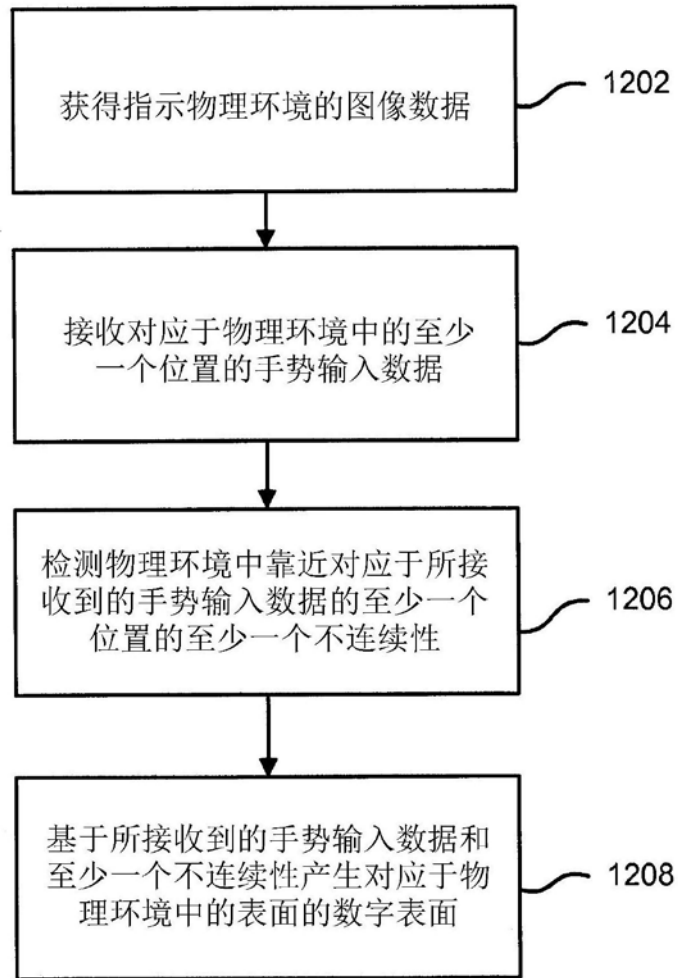 获得指示物理环境的图像数据
1202
接收对应于物理环境中的至少
一个位置的手势输入数据
1204
检测物理环境中靠近对应于所接
收到的手势输入数据的至少一个
位置的至少一个不连续性
1206
基于所接收到的手势输入数据和
至少一个不连续性产生对应于物
理环境中的表面的数字表面
1208